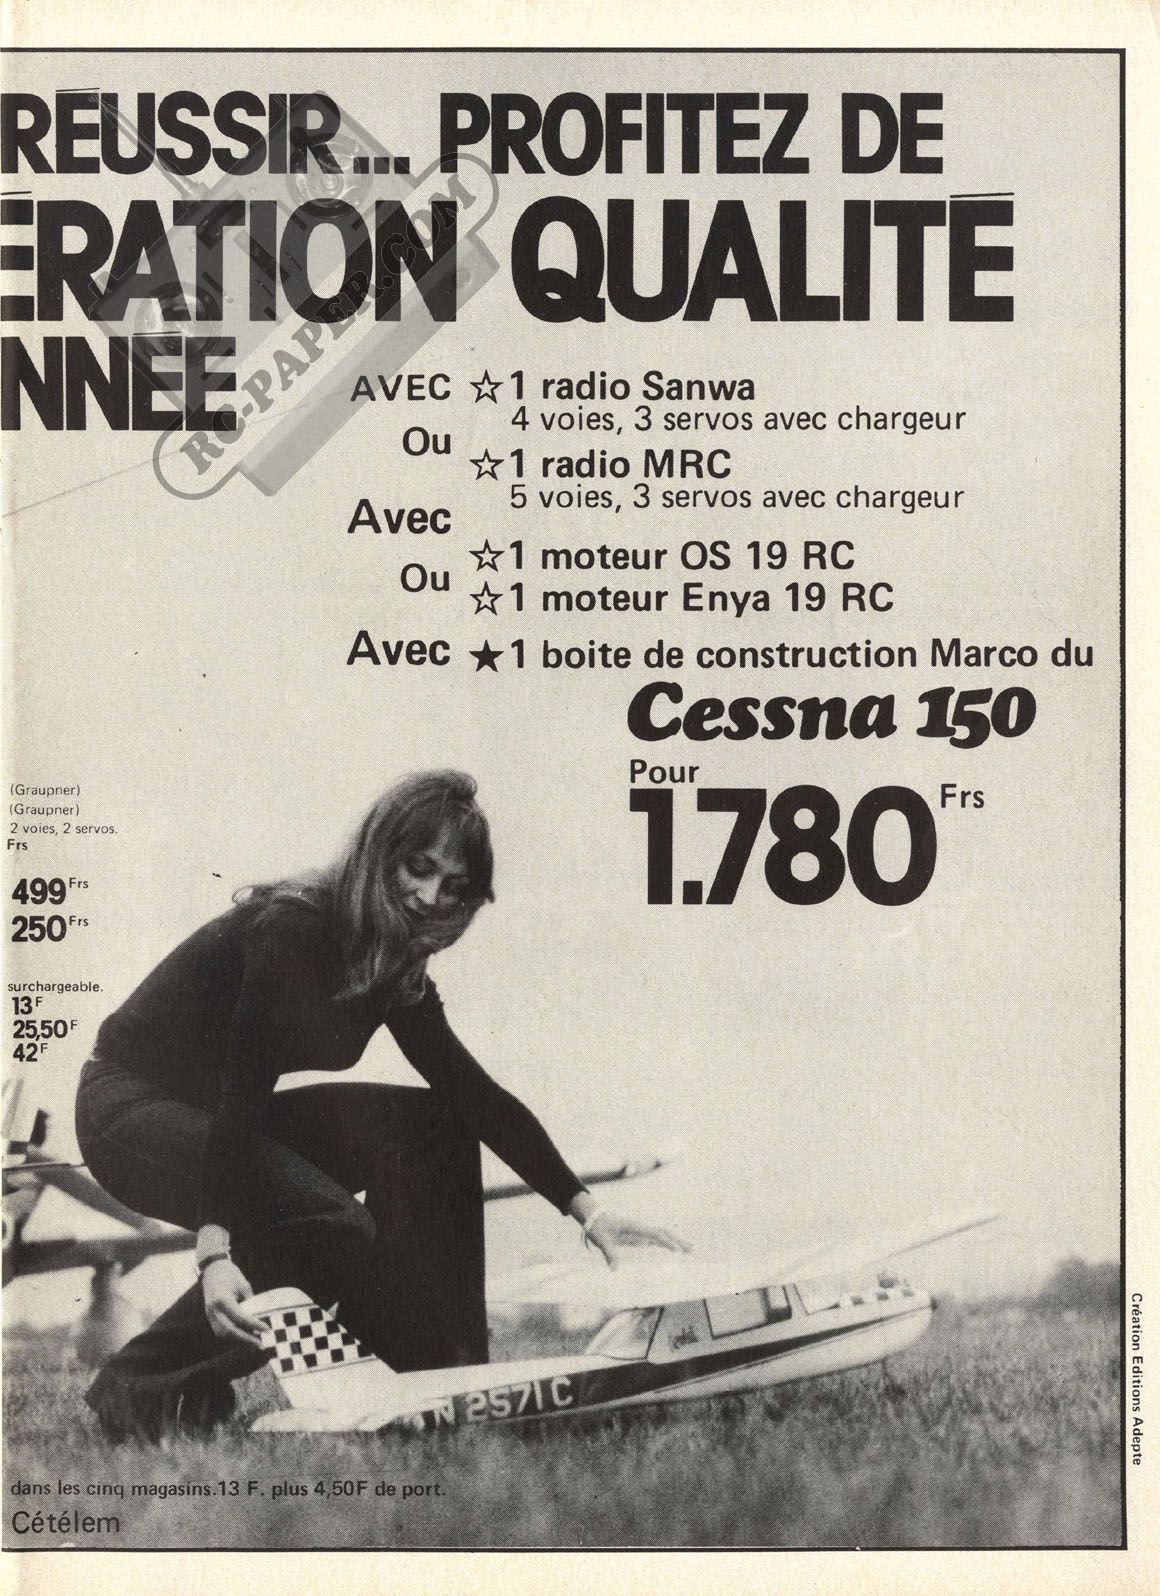 RÉUSSIR... PROFITEZ DE
ÉRATION QUALITÉ
NNÉE
RC-PAPER.COM
AVEC ☆ 1 radio Sanwa
4 voies, 3 servos avec chargeur
Ou
☆ 1 radio MRC
5 voies, 3 servos avec chargeur
Avec
☆ 1 moteur OS 19 RC
Ou
☆ 1 moteur Enya 19 RC
Avec ★ 1 boite de construction Marco du
Cessna 150
Pour
1.780 Frs
(Graupner)
(Graupner)
2 voies, 2 servos.
Frs
499 Frs
250 Frs
surchargeable.
13 F
25,50 F
42 F
N2571C
dans les cinq magasins.13 F. plus 4,50F de port.
Cételem
Création Editions Adepte